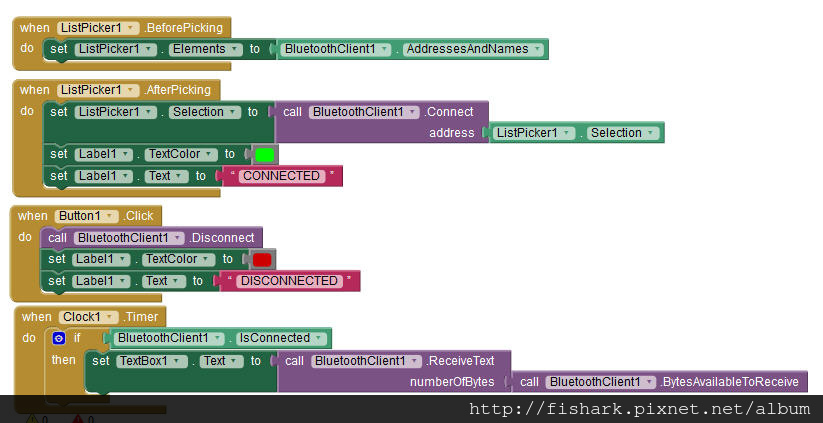 when ListPicker1 .BeforePicking
do set ListPicker1 . Elements to BluetoothClient1 . AddressesAndNames
when ListPicker1 .AfterPicking
do set ListPicker1 . Selection to call BluetoothClient1 .Connect
address ListPicker1 . Selection
set Label1 . TextColor to
set Label1 . Text to “ CONNECTED ”
when Button1 .Click
do call BluetoothClient1 .Disconnect
set Label1 . TextColor to
set Label1 . Text to “ DISCONNECTED ”
when Clock1 .Timer
do if BluetoothClient1 . IsConnected
then set TextBox1 . Text to call BluetoothClient1 .ReceiveText
numberOfBytes call BluetoothClient1 .BytesAvailableToReceive
http://fishark.pixnet.net/album